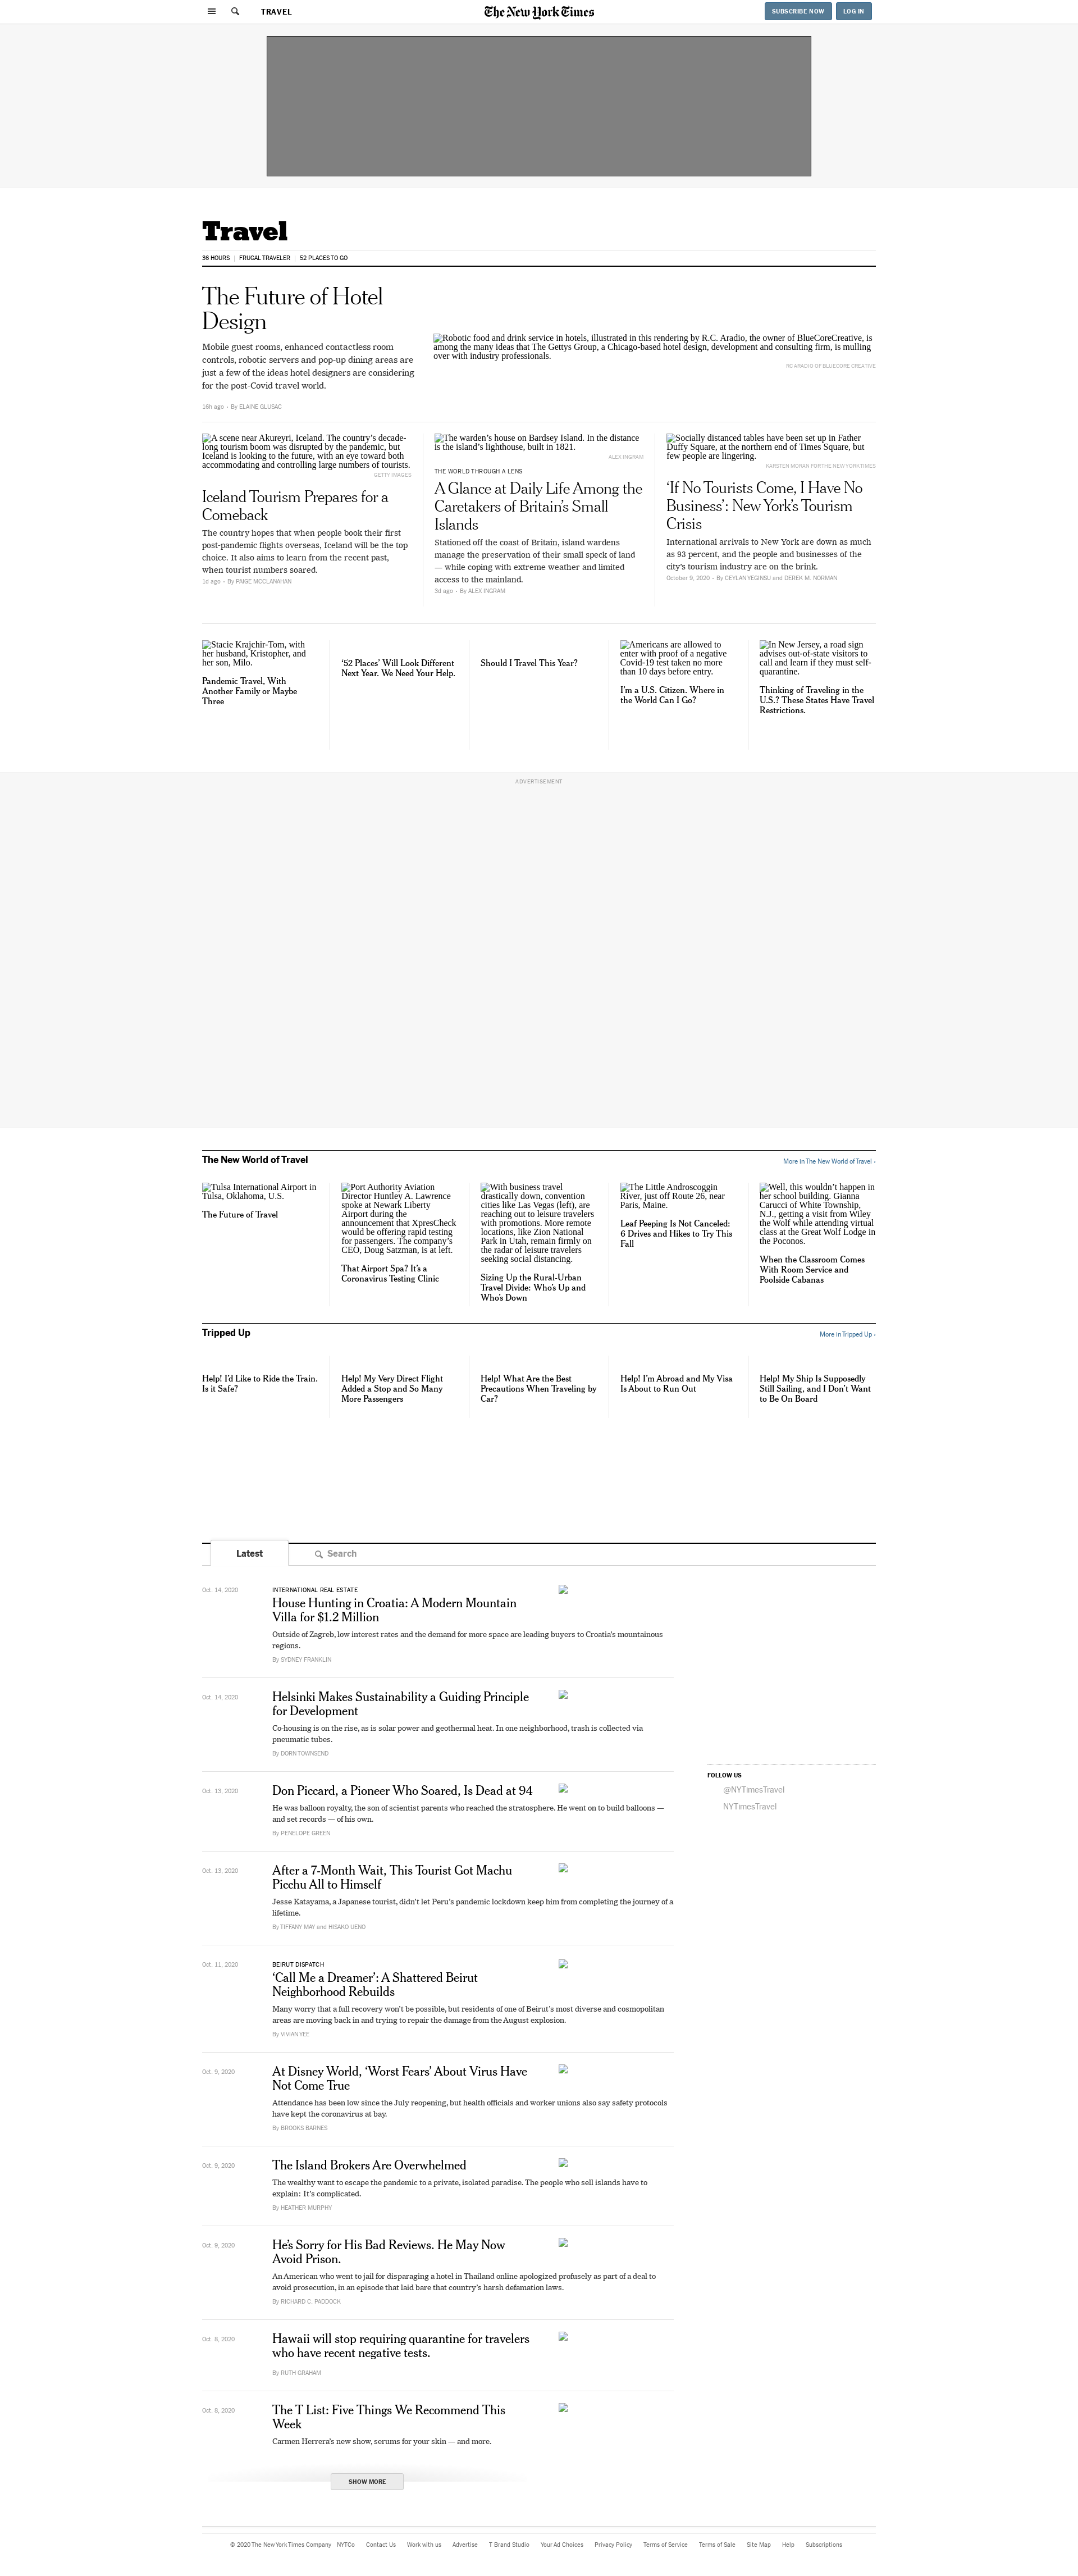 TRAVEL
The New York Times
SUBSCRIBE NOW
LOG IN
Travel
36 HOURS
FRUGAL TRAVELER
52 PLACES TO GO
The Future of Hotel
Design
Mobile guest rooms, enhanced contactless room
controls, robotic servers and pop-up dining areas are
just a few of the ideas hotel designers are considering
for the post-Covid travel world.
16h ago • By ELAINE GLUSAC
Robotic food and drink service in hotels, illustrated in this rendering by R.C. Aradio, the owner of BlueCoreCreative, is
among the many ideas that The Gettys Group, a Chicago-based hotel design, development and consulting firm, is mulling
over with industry professionals.
RC ARADIO OF BLUECORE CREATIVE
A scene near Akureyri, Iceland. The country's decade-
long tourism boom was disrupted by the pandemic, but
Iceland is looking to the future, with an eye toward both
accommodating and controlling large numbers of tourists.
GETTY IMAGES
Iceland Tourism Prepares for a
Comeback
The country hopes that when people book their first
post-pandemic flights overseas, Iceland will be the top
choice. It also aims to learn from the recent past,
when tourist numbers soared.
1d ago • By PAIGE MCCLANAHAN
The warden's house on Bardsey Island. In the distance
is the island's lighthouse, built in 1821.
ALEX INGRAM
THE WORLD THROUGH A LENS
A Glance at Daily Life Among the
Caretakers of Britain's Small
Islands
Stationed off the coast of Britain, island wardens
manage the preservation of their small speck of land
— while coping with extreme weather and limited
access to the mainland.
3d ago • By ALEX INGRAM
Socially distanced tables have been set up in Father
Duffy Square, at the northern end of Times Square, but
few people are lingering.
KARSTEN MORAN FOR THE NEW YORK TIMES
‘If No Tourists Come, I Have No
Business’: New York’s Tourism
Crisis
International arrivals to New York are down as much
as 93 percent, and the people and businesses of the
city’s tourism industry are on the brink.
October 9, 2020 • By CEYLAN YEGINSU and DEREK M. NORMAN
Stacie Krajchir-Tom, with
her husband, Kristopher, and
her son, Milo.
Pandemic Travel, With
Another Family or Maybe
Three
‘52 Places’ Will Look Different
Next Year. We Need Your Help.
Should I Travel This Year?
Americans are allowed to
enter with proof of a negative
Covid-19 test taken no more
than 10 days before entry.
I’m a U.S. Citizen. Where in
the World Can I Go?
In New Jersey, a road sign
advises out-of-state visitors to
call and learn if they must self-
quarantine.
Thinking of Traveling in the
U.S.? These States Have Travel
Restrictions.
ADVERTISEMENT
The New World of Travel
More in The New World of Travel ›
Tulsa International Airport in
Tulsa, Oklahoma, U.S.
The Future of Travel
Port Authority Aviation
Director Huntley A. Lawrence
spoke at Newark Liberty
Airport during the
announcement that XpresCheck
would be offering rapid testing
for passengers. The company’s
CEO, Doug Satzman, is at left.
That Airport Spa? It’s a
Coronavirus Testing Clinic
With business travel
drastically down, convention
cities like Las Vegas (left), are
reaching out to leisure travelers
with promotions. More remote
locations, like Zion National
Park in Utah, remain firmly on
the radar of leisure travelers
seeking social distancing.
Sizing Up the Rural-Urban
Travel Divide: Who’s Up and
Who’s Down
The Little Androscoggin
River, just off Route 26, near
Paris, Maine.
Leaf Peeping Is Not Canceled:
6 Drives and Hikes to Try This
Fall
Well, this wouldn’t happen in
her school building. Gianna
Carucci of White Township,
N.J., getting a visit from Wiley
the Wolf while attending virtual
class at the Great Wolf Lodge in
the Poconos.
When the Classroom Comes
With Room Service and
Poolside Cabanas
Tripped Up
More in Tripped Up ›
Help! I’d Like to Ride the Train.
Is it Safe?
Help! My Very Direct Flight
Added a Stop and So Many
More Passengers
Help! What Are the Best
Precautions When Traveling by
Car?
Help! I’m Abroad and My Visa
Is About to Run Out
Help! My Ship Is Supposedly
Still Sailing, and I Don’t Want
to Be On Board
Latest
Search
Oct. 14, 2020
INTERNATIONAL REAL ESTATE
House Hunting in Croatia: A Modern Mountain
Villa for $1.2 Million
Outside of Zagreb, low interest rates and the demand for more space are leading buyers to Croatia's mountainous
regions.
By SYDNEY FRANKLIN
Oct. 14, 2020
Helsinki Makes Sustainability a Guiding Principle
for Development
Co-housing is on the rise, as is solar power and geothermal heat. In one neighborhood, trash is collected via
pneumatic tubes.
By DORN TOWNSEND
FOLLOW US
@NYTimesTravel
NYTimesTravel
Oct. 13, 2020
Don Piccard, a Pioneer Who Soared, Is Dead at 94
He was balloon royalty, the son of scientist parents who reached the stratosphere. He went on to build balloons —
and set records — of his own.
By PENELOPE GREEN
Oct. 13, 2020
After a 7-Month Wait, This Tourist Got Machu
Picchu All to Himself
Jesse Katayama, a Japanese tourist, didn't let Peru's pandemic lockdown keep him from completing the journey of a
lifetime.
By TIFFANY MAY and HISAKO UENO
Oct. 11, 2020
BEIRUT DISPATCH
‘Call Me a Dreamer’: A Shattered Beirut
Neighborhood Rebuilds
Many worry that a full recovery won’t be possible, but residents of one of Beirut’s most diverse and cosmopolitan
areas are moving back in and trying to repair the damage from the August explosion.
By VIVIAN YEE
Oct. 9, 2020
At Disney World, ‘Worst Fears’ About Virus Have
Not Come True
Attendance has been low since the July reopening, but health officials and worker unions also say safety protocols
have kept the coronavirus at bay.
By BROOKS BARNES
Oct. 9, 2020
The Island Brokers Are Overwhelmed
The wealthy want to escape the pandemic to a private, isolated paradise. The people who sell islands have to
explain: It’s complicated.
By HEATHER MURPHY
Oct. 9, 2020
He’s Sorry for His Bad Reviews. He May Now
Avoid Prison.
An American who went to jail for disparaging a hotel in Thailand online apologized profusely as part of a deal to
avoid prosecution, in an episode that laid bare that country’s harsh defamation laws.
By RICHARD C. PADDOCK
Oct. 8, 2020
Hawaii will stop requiring quarantine for travelers
who have recent negative tests.
By RUTH GRAHAM
Oct. 8, 2020
The T List: Five Things We Recommend This
Week
Carmen Herrera’s new show, serums for your skin — and more.
SHOW MORE
© 2020 The New York Times Company NYTCo Contact Us Work with us Advertise T Brand Studio Your Ad Choices Privacy Policy Terms of Service Terms of Sale Site Map Help Subscriptions